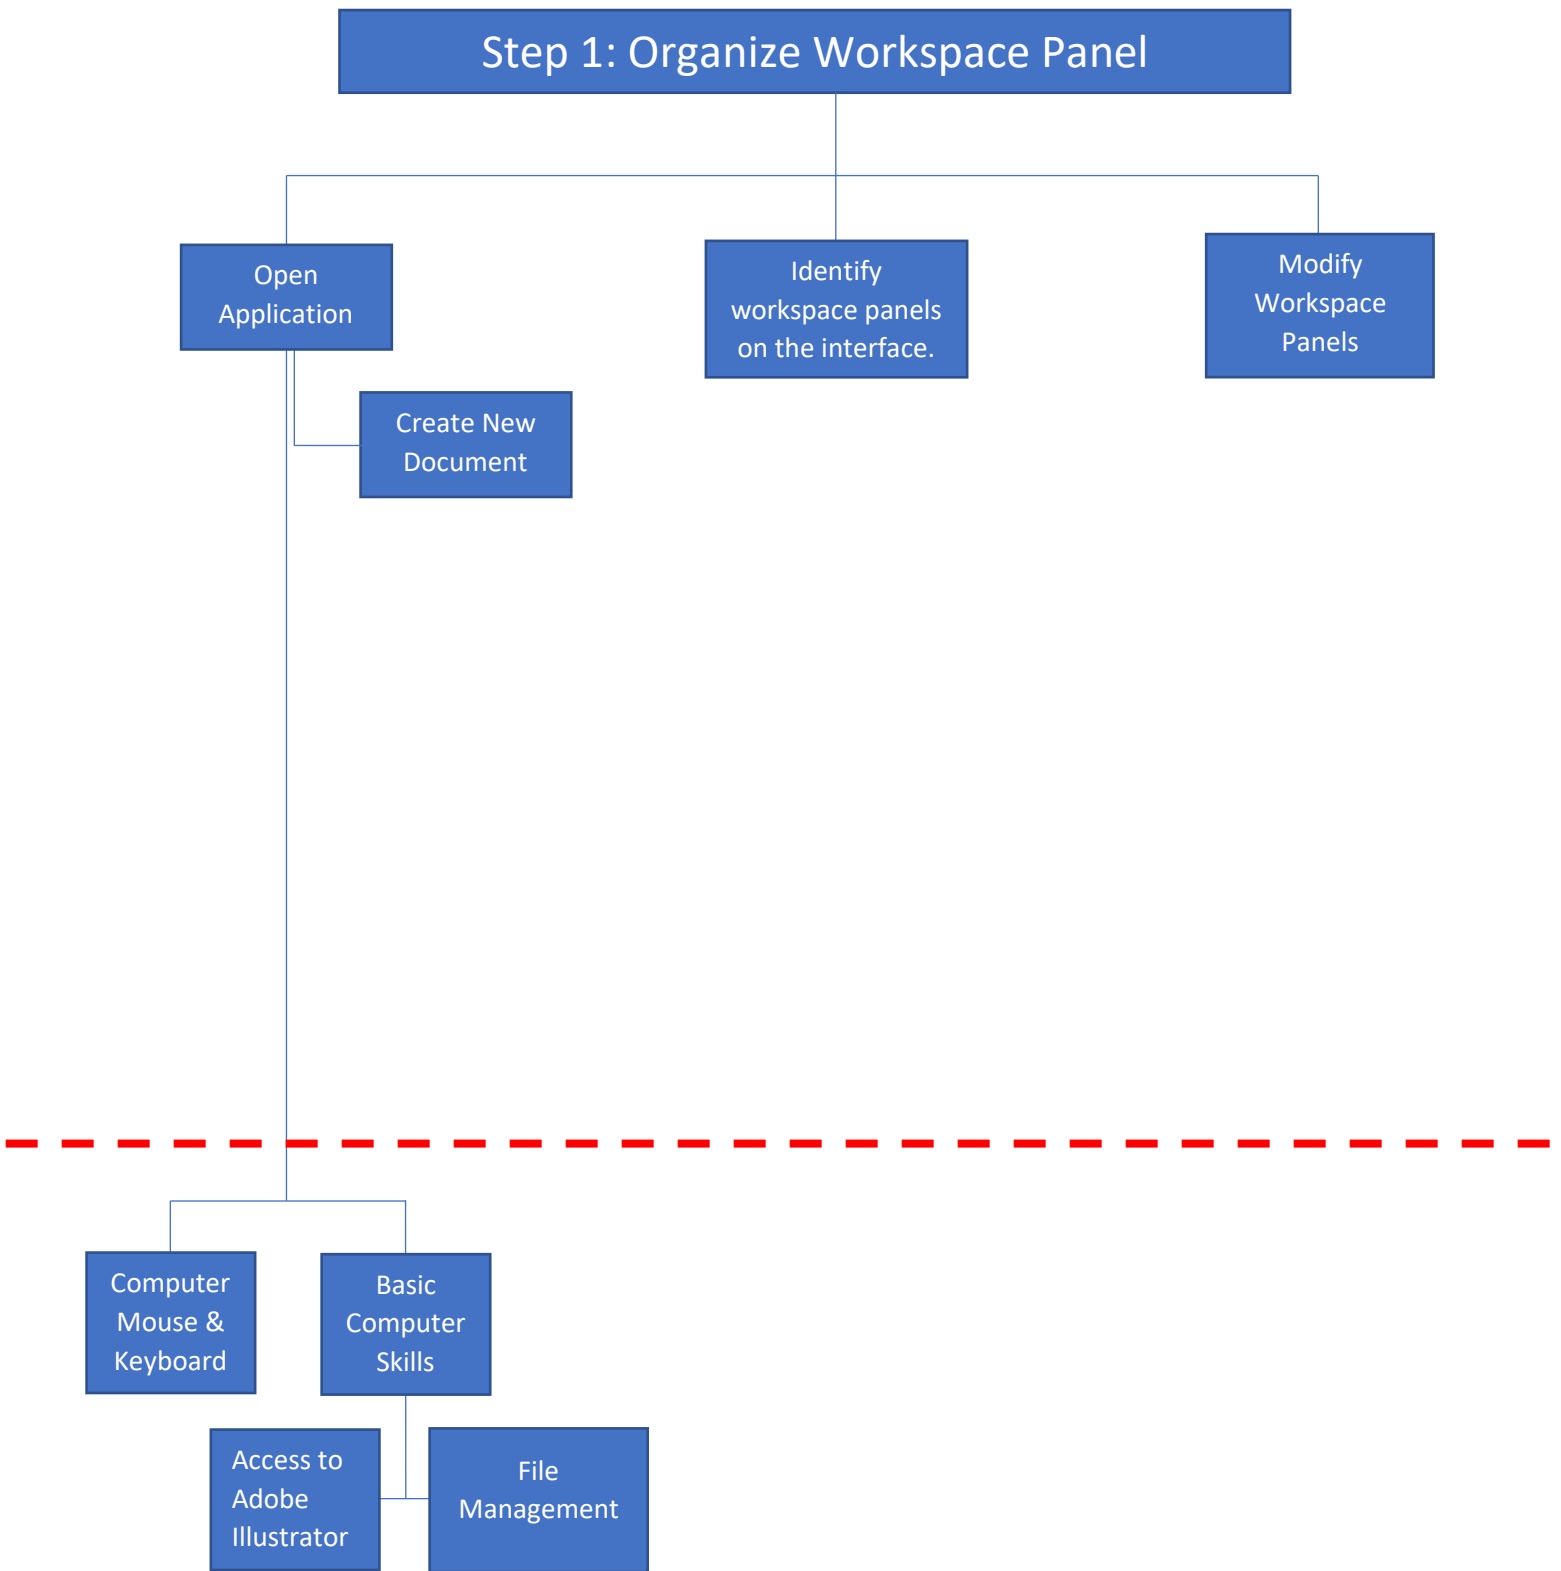 Step 1: Organize Workspace Panel
Open
Application
Identify
workspace panels
on the interface.
Modify
Workspace
Panels
Create New
Document
Computer
Mouse &
Keyboard
Basic
Computer
Skills
Access to
Adobe
Illustrator
File
Management